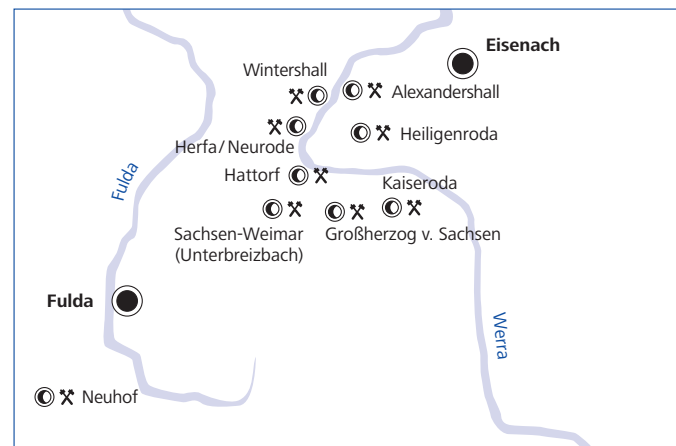 Eisenach
Wintershall
Alexandershall
Heiligenroda
Herfa/Neurode
Fulda
Hattorf
Kaiseroda
Sachsen-Weimar
(Unterbreizbach)
Großherzog v. Sachsen
Fulda
Werra
Neuhof